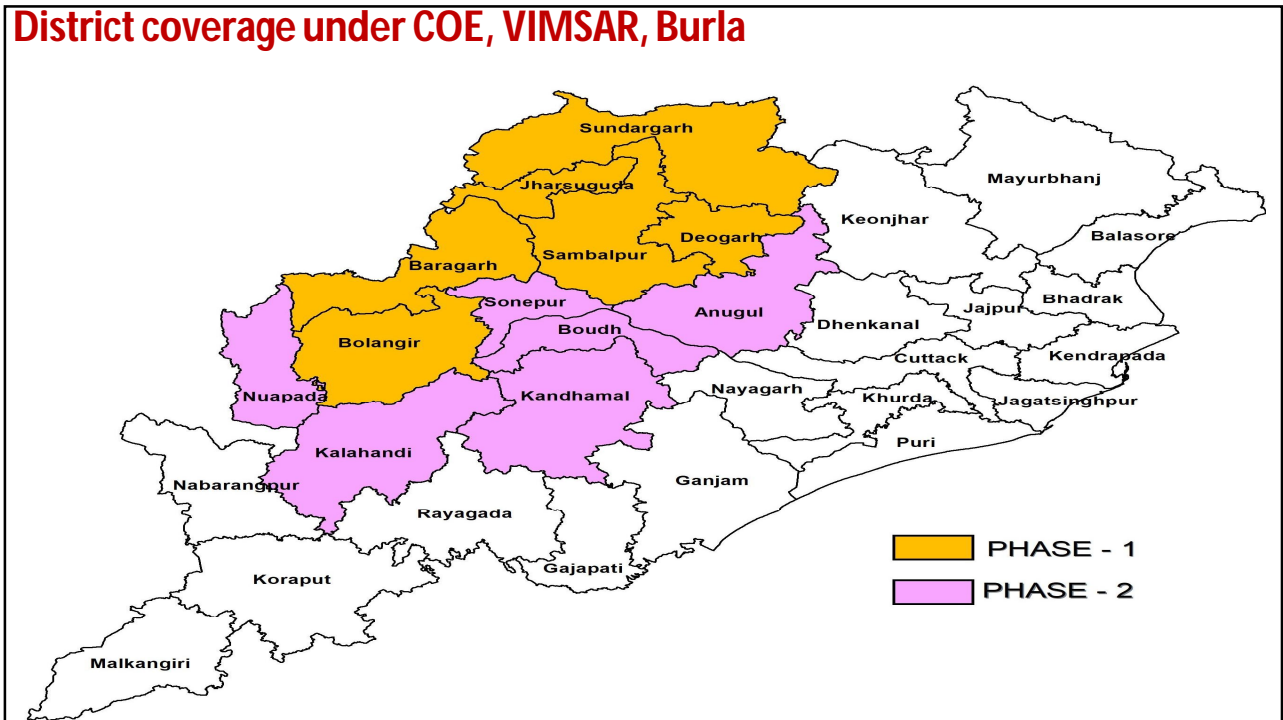 District coverage under COE, VIMSAR, Burla
Sundargarh
Jharsuguda
Mayurbhanj
Keonjhar
Deogarh
Balasore
Sambalpur
Baragarh
Sonepur
Bhadrak
Jajpur
Anugul
Dhenkanal
Boudh
Bolangir
Cuttack
Kendrapada
Nayagarh
Nuapada
Kandhamal
Khurda
Jagatsinghpur
Puri
Kalahandi
Ganjam
Nabarangpur
Rayagada
PHASE - 1
Gajapati
Koraput
PHASE - 2
Malkangiri